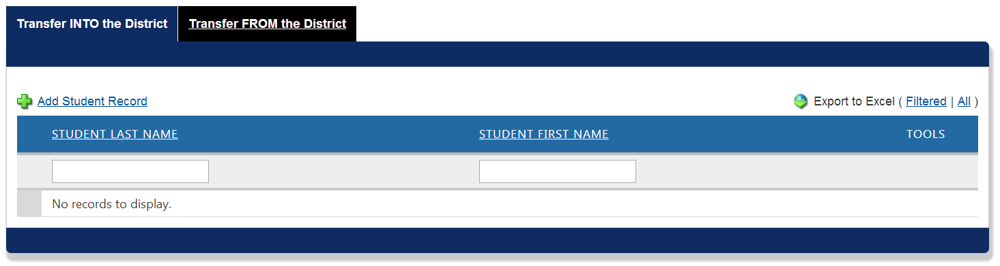 Transfer INTO the District Transfer FROM the District
Add Student Record Export to Excel ( Filtered | All )
STUDENT LAST NAME STUDENT FIRST NAME TOOLS
No records to display.